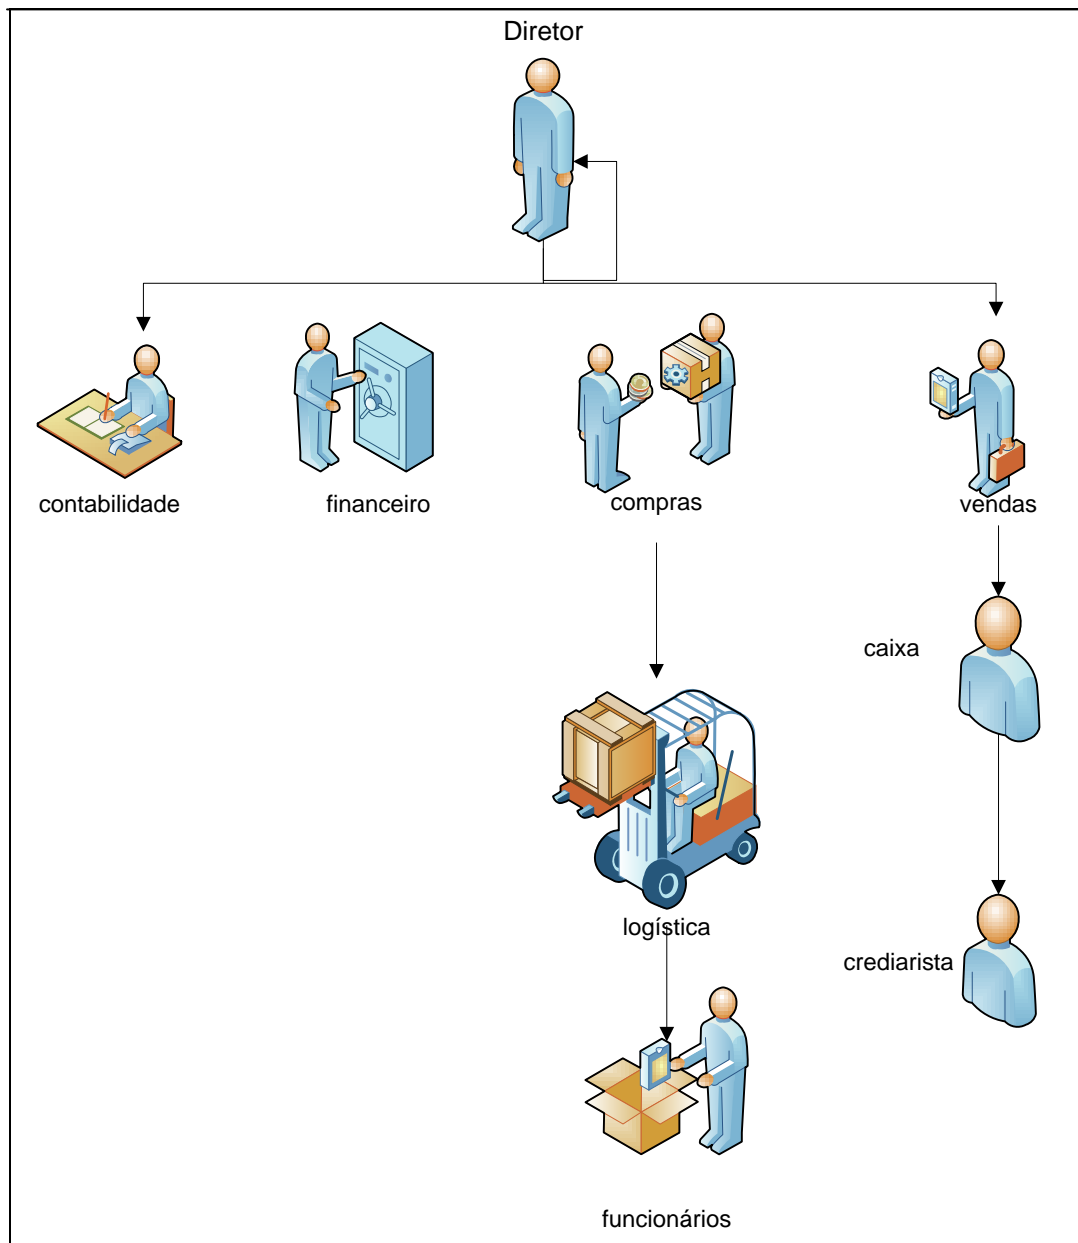 Diretor
contabilidade
financeiro
compras
vendas
caixa
logística
crediarista
funcionários